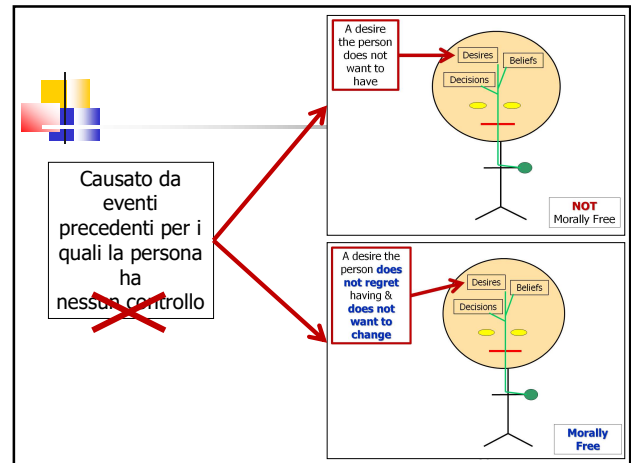 Causato da
eventi
precedenti per i
quali la persona
ha
nessun controllo
A desire
the person
does not
want to
have
Desires
Beliefs
Decisions
NOT
Morally Free
A desire the
person does
not regret
having &
does not
want to
change
Desires
Beliefs
Decisions
Morally
Free